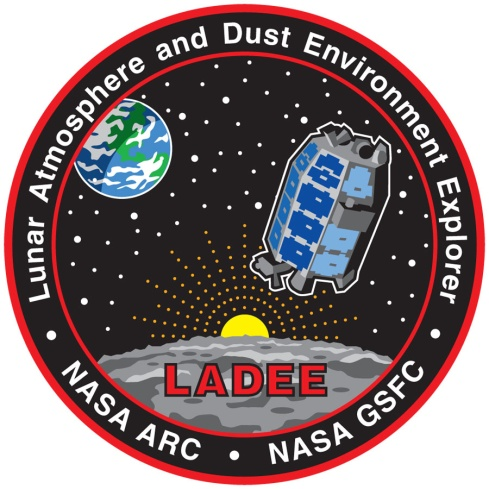 Lunar Atmosphere and Dust Environment Explorer
LADEE
• NASA ARC • NASA GSFC •